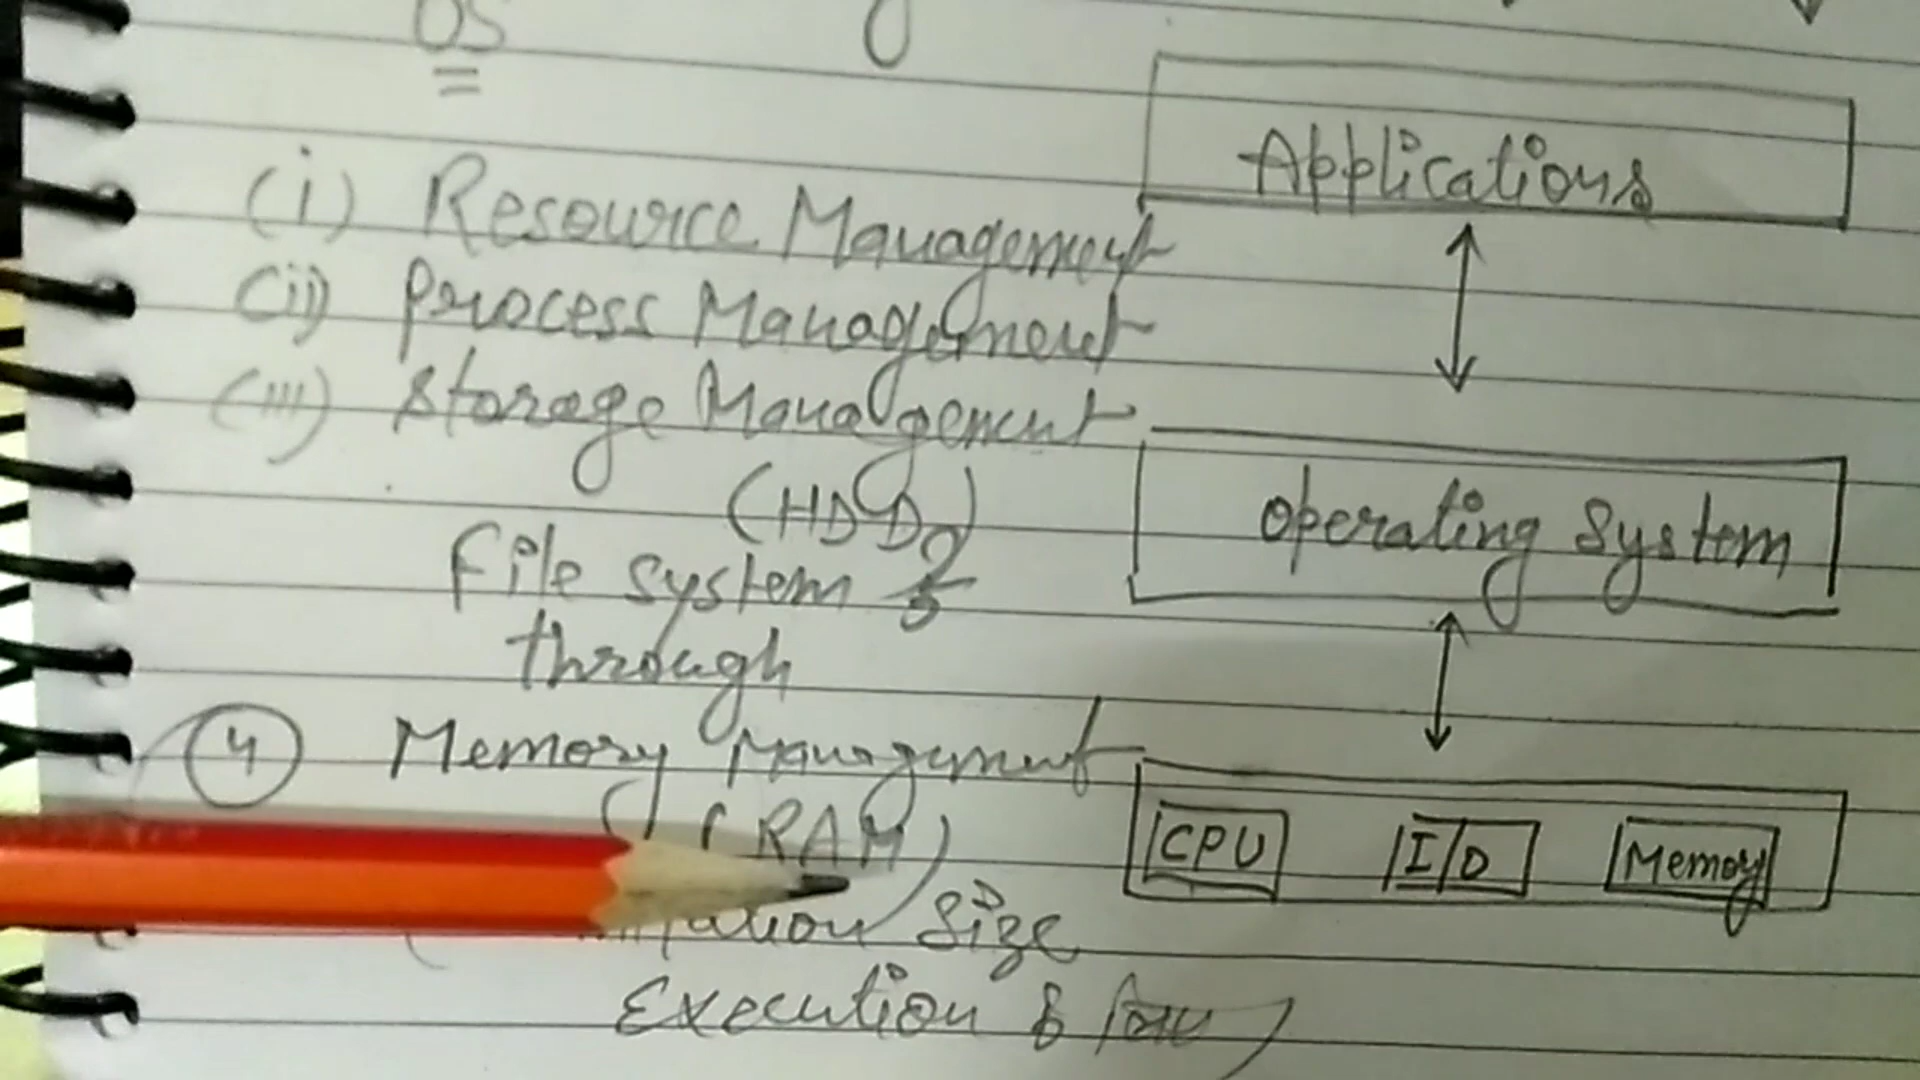 OS
(i) Resource Management
(ii) Process Management
(iii) Storage Management
(HDD)
File System
through
4 Memory Management
(RAM)
Size
Execution
Applications
Operating System
CPU
I/O
Memory